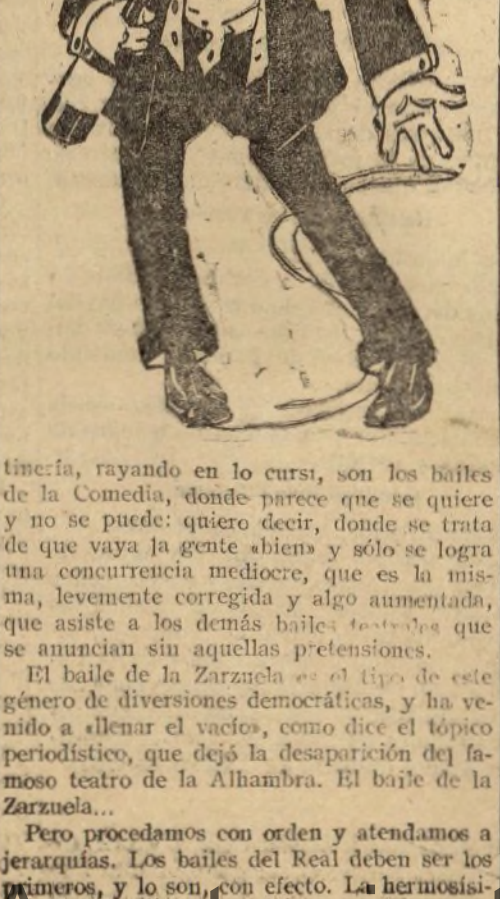 tinería, rayando en lo cursi, son los bailes
de la Comedia, donde parece que se quiere
y no se puede: quiero decir, donde se trata
de que vaya la gente «bien» y sólo se logra
una concurrencia mediocre, que es la mis-
ma, levemente corregida y algo aumentada,
que asiste a los demás bailes teatrales que
se anuncian sin aquellas pretensiones.
El baile de la Zarzuela es el tipo de este
género de diversiones democráticas, y ha ve-
nido a «llenar el vacío», como dice el tópico
periodístico, que dejó la desaparición del fa-
moso teatro de la Alhambra. El baile de la
Zarzuela...
Pero procedamos con orden y atendamos a
jerarquías. Los bailes del Real deben ser los
primeros, y lo son, con efecto. La hermosísi-